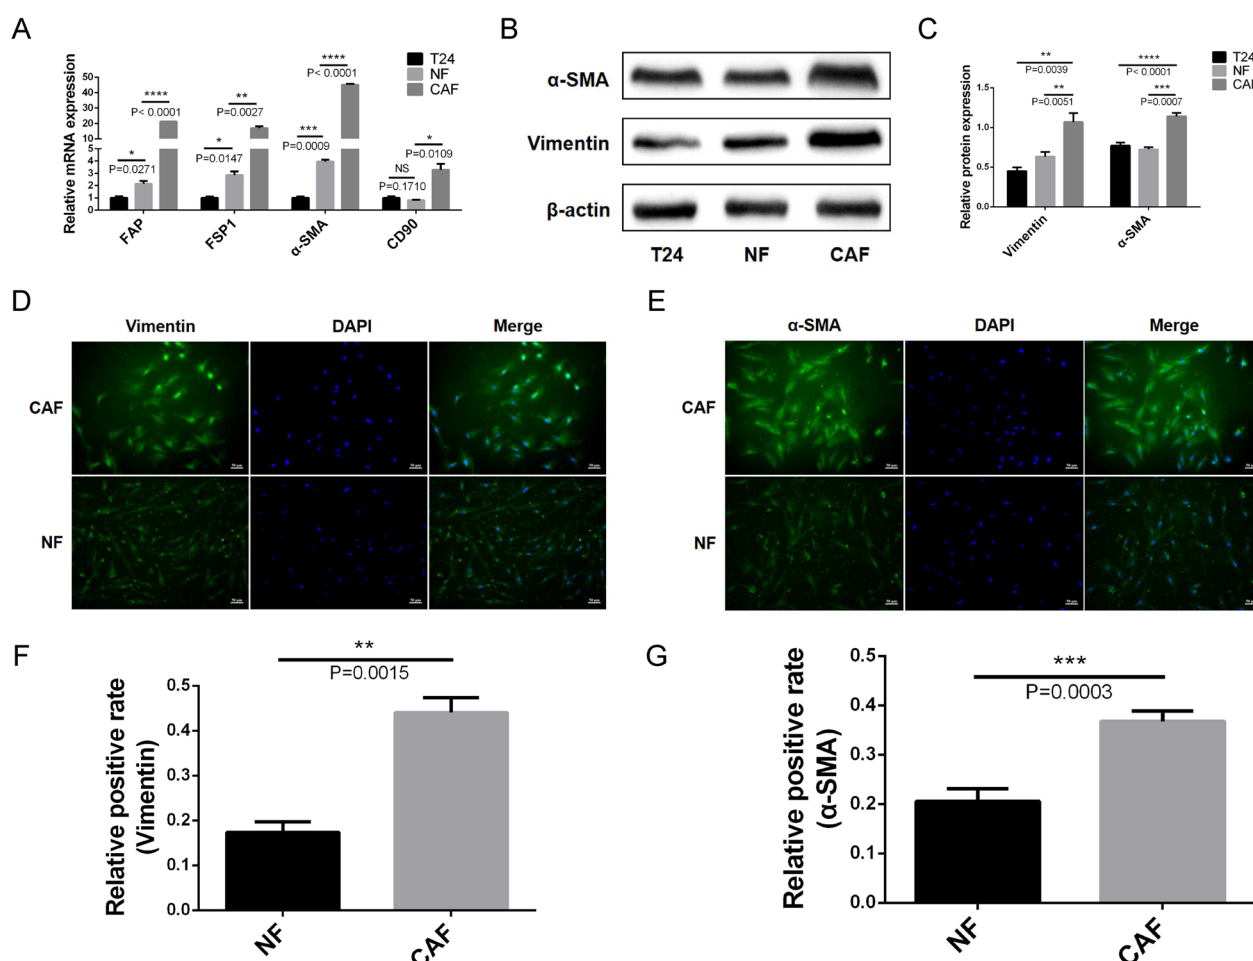 A
Relative mRNA expression
50
40
30
20
10
5
4
3
2
1
0
T24
NF
CAF
****
P< 0.0001
*
P=0.0271
**
P=0.0027
*
P=0.0147
****
P< 0.0001
***
P=0.0009
*
P=0.0109
NS
P=0.1710
FAP
FSP1
α-SMA
CD90
B
α-SMA
Vimentin
β-actin
T24
NF
CAF
C
Relative protein expression
1.5
1.0
0.5
0.0
T24
NF
CAF
**
P=0.0039
**
P=0.0051
****
P< 0.0001
***
P=0.0007
Vimentin
α-SMA
D
Vimentin
DAPI
Merge
CAF
NF
E
α-SMA
DAPI
Merge
CAF
NF
F
Relative positive rate
(Vimentin)
0.5
0.4
0.3
0.2
0.1
0.0
**
P=0.0015
NF
CAF
G
Relative positive rate
(α-SMA)
0.5
0.4
0.3
0.2
0.1
0.0
***
P=0.0003
NF
CAF